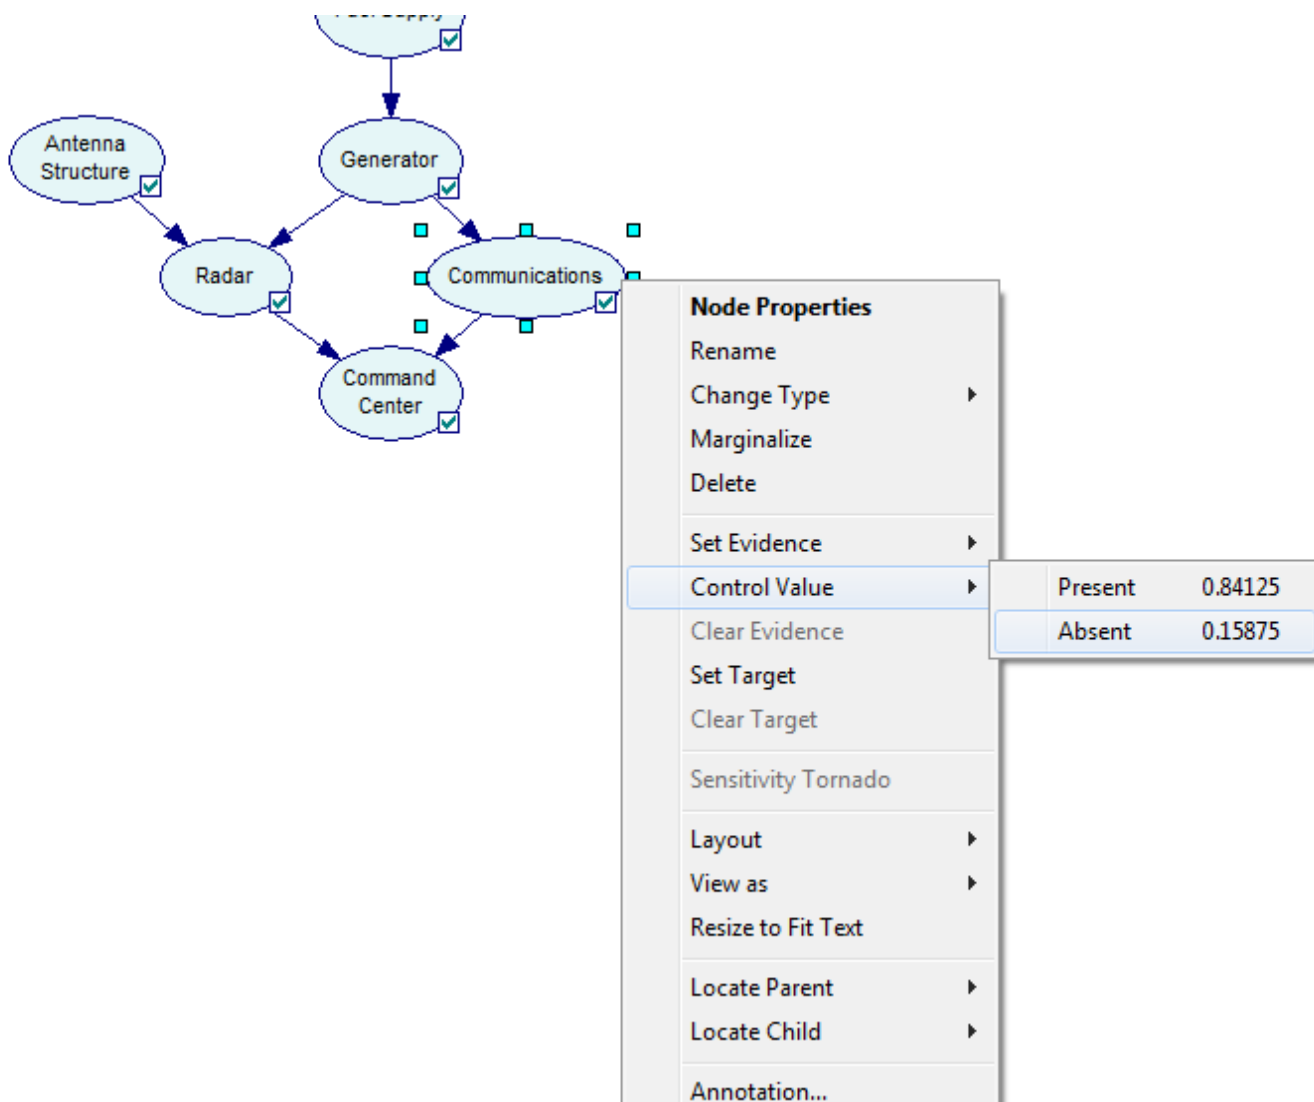 Fuel Supply
Antenna
Structure
Generator
Radar
Communications
Command
Center
Node Properties
Rename
Change Type
Marginalize
Delete
Set Evidence
Control Value
Clear Evidence
Set Target
Clear Target
Sensitivity Tornado
Layout
View as
Resize to Fit Text
Locate Parent
Locate Child
Annotation...
Present 0.84125
Absent 0.15875